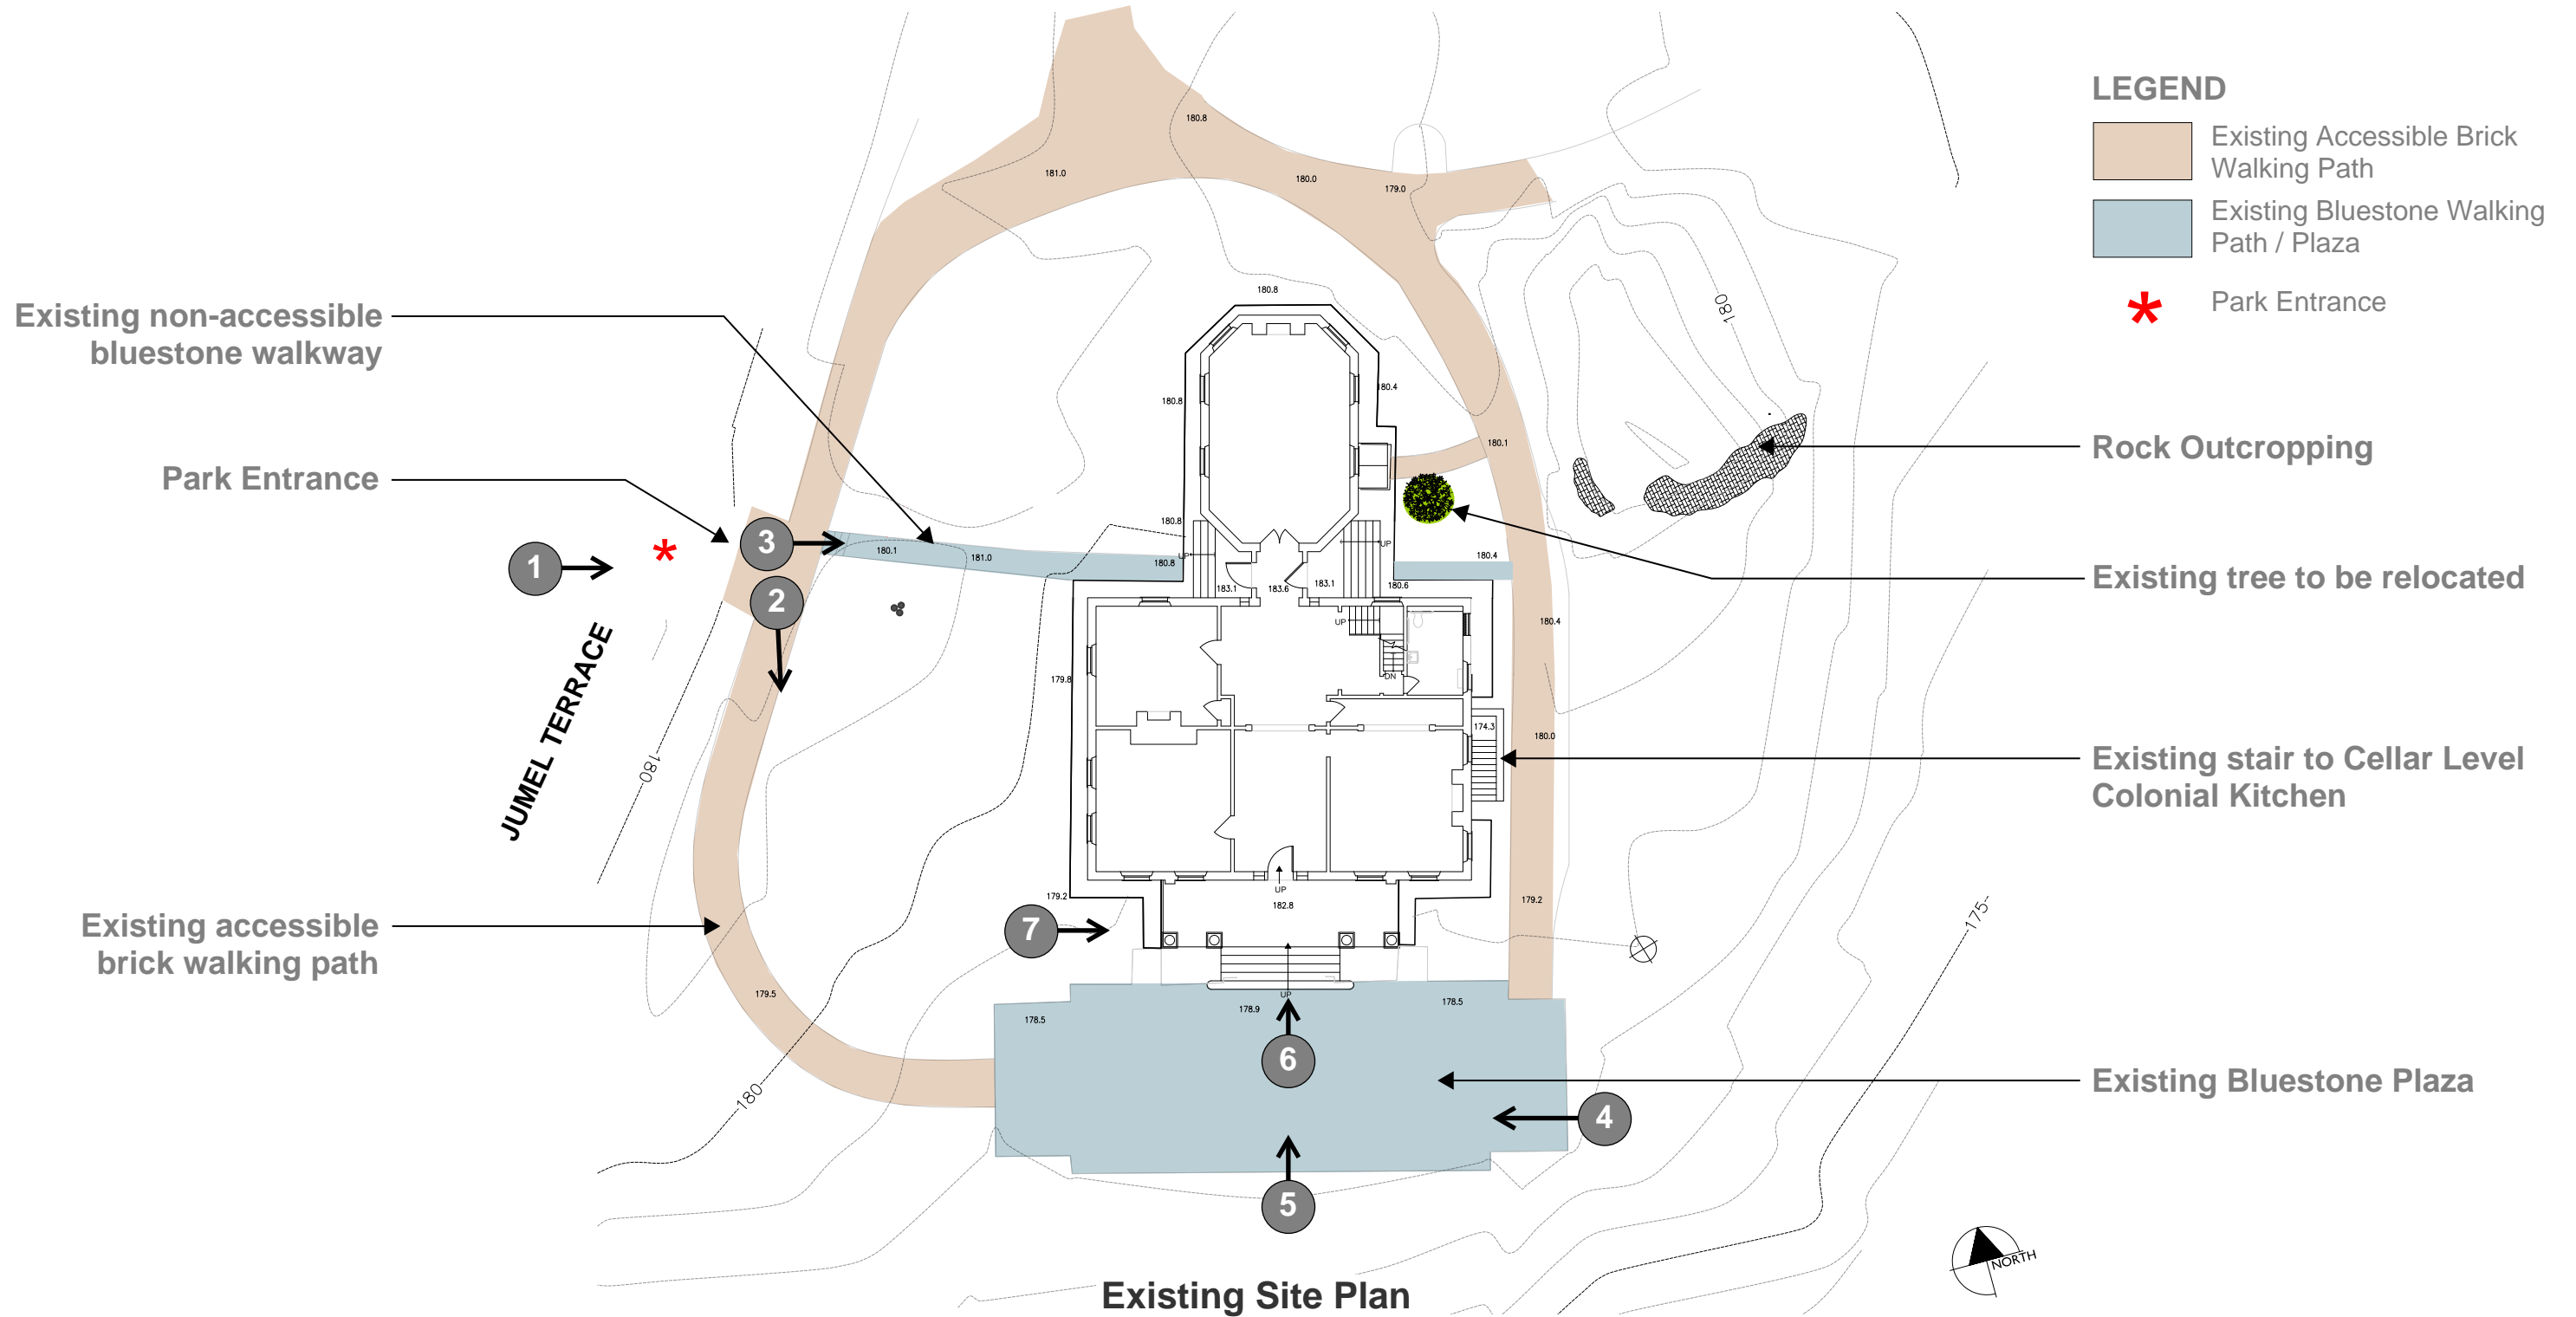 LEGEND
Existing Accessible Brick
Walking Path
Existing Bluestone Walking
Path / Plaza
* Park Entrance
180.8
181.0
180.0
179.0
180.8
180
Existing non-accessible
bluestone walkway
180.4
180.8
180.1
Rock Outcropping
Park Entrance
*
3
1
180.8
UP
UP
180.1
181.0
180.8
180.4
Existing tree to be relocated
183.1
183.6
183.1
180.6
2
UP
180.4
JUMEL TERRACE
179.8
DN
174.3
180.0
180
Existing stair to Cellar Level
Colonial Kitchen
UP
179.2
182.8
179.2
7
175
Existing accessible
brick walking path
179.5
UP
178.5
178.9
178.5
6
Existing Bluestone Plaza
180
4
5
NORTH
Existing Site Plan